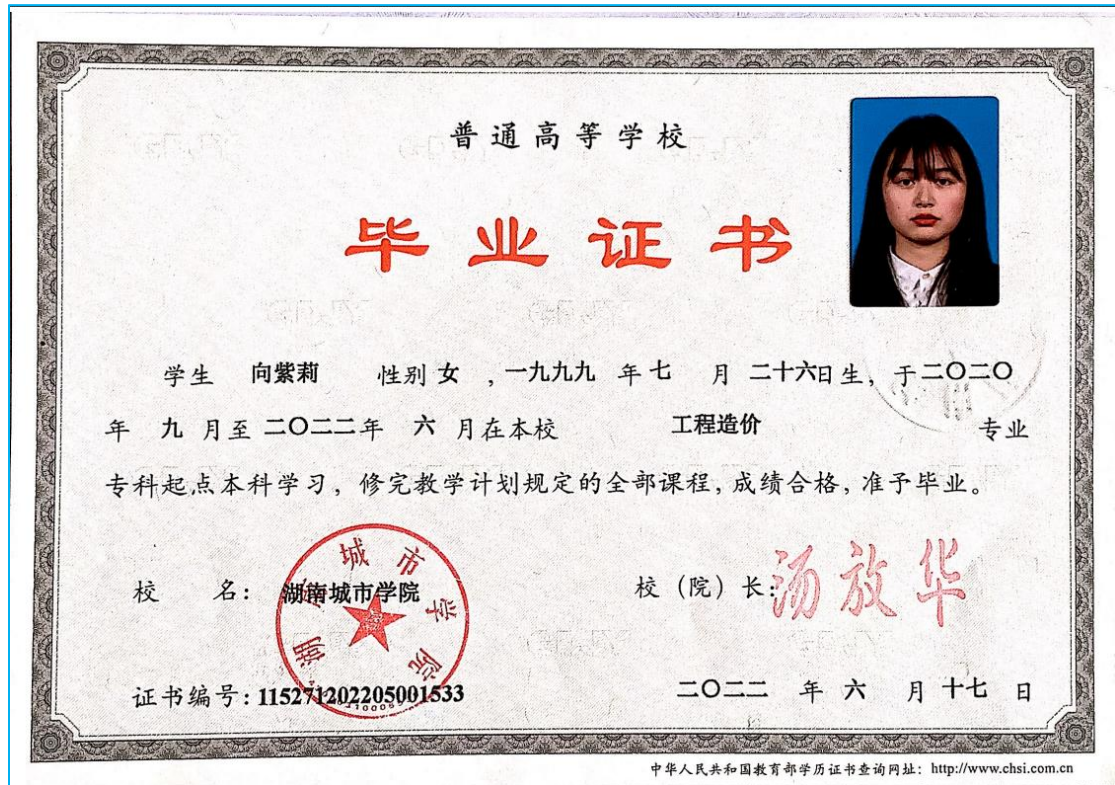 普通高等学校
毕业证书
学生 向紫莉 性别 女 ，一九九九 年 七 月 二十六日生，于二〇二〇
年 九 月至 二〇二二年 六 月在本校 工程造价 专业
专科起点本科学习，修完教学计划规定的全部课程，成绩合格，准予毕业。
湖南城市学院
校 名：湖南城市学院 校（院）长：汤放华
证书编号：115271202205001533 二〇二二 年 六 月 十七 日
中华人民共和国教育部学历证书查询网址：http://www.chsi.com.cn